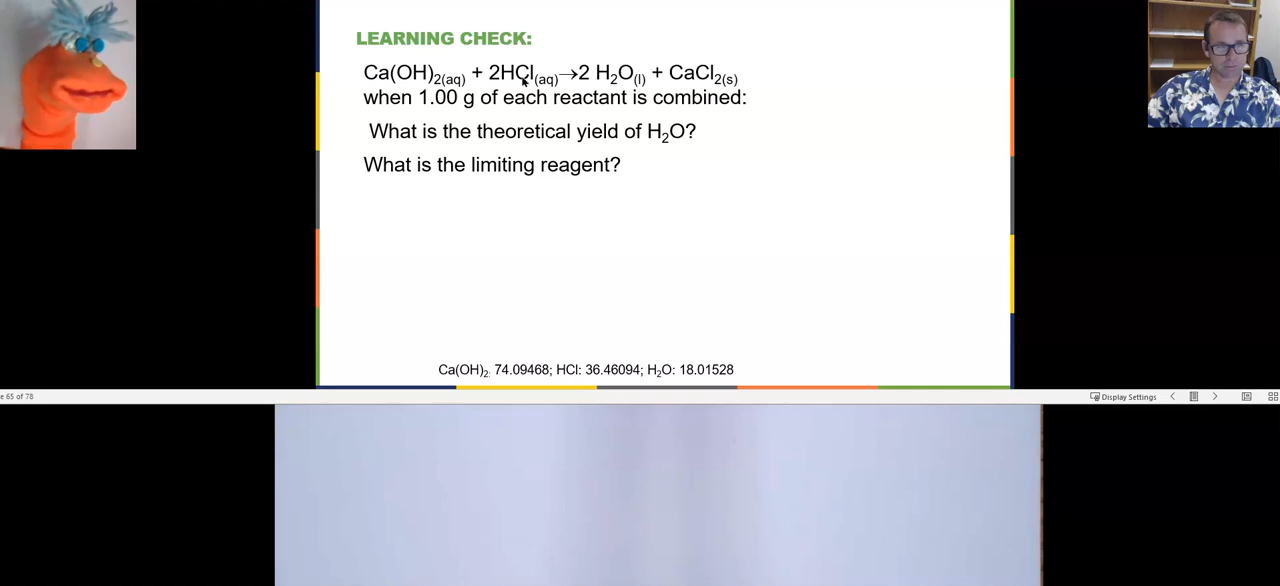 LEARNING CHECK:
Ca(OH)₂₍aq₎ + 2HCl₍aq₎→2 H₂O₍l₎ + CaCl₂₍s₎
when 1.00 g of each reactant is combined:
What is the theoretical yield of H₂O?
What is the limiting reagent?
Ca(OH)₂: 74.09468; HCl: 36.46094; H₂O: 18.01528
e 65 of 78
Display Settings